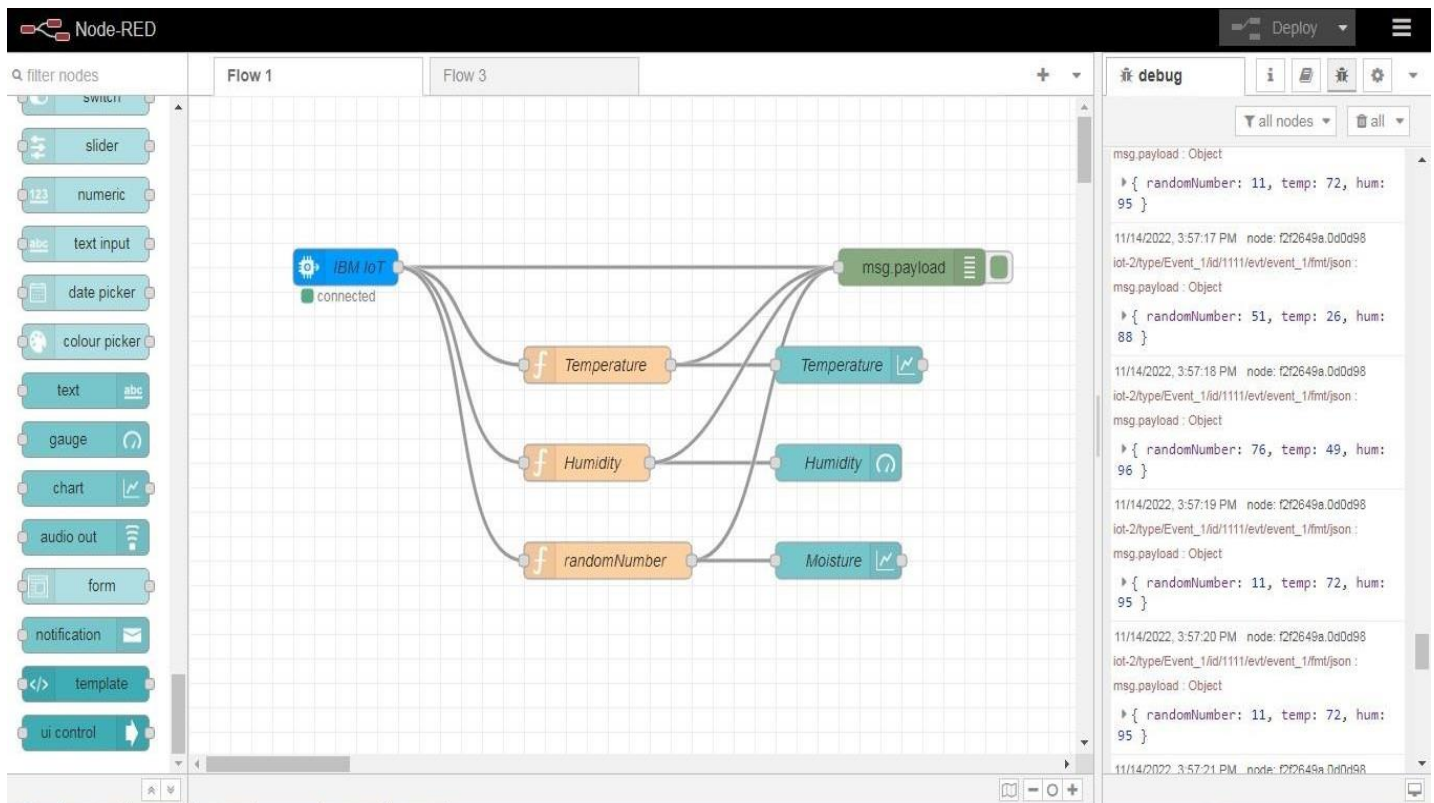 Node-RED
Deploy
filter nodes
Flow 1
Flow 3
debug
i
all nodes
all
switch
slider
123 numeric
abc text input
date picker
colour picker
text abc
gauge
chart
audio out
form
notification
</> template
ui control
IBM IoT
connected
msg.payload
f Temperature
Temperature
f Humidity
Humidity
f randomNumber
Moisture
msg.payload : Object
{ randomNumber: 11, temp: 72, hum:
95 }
11/14/2022, 3:57:17 PM node: f2f2649a.0d0d98
iot-2/type/Event_1/id/1111/evt/event_1/fmt/json :
msg.payload : Object
{ randomNumber: 51, temp: 26, hum:
88 }
11/14/2022, 3:57:18 PM node: f2f2649a.0d0d98
iot-2/type/Event_1/id/1111/evt/event_1/fmt/json :
msg.payload : Object
{ randomNumber: 76, temp: 49, hum:
96 }
11/14/2022, 3:57:19 PM node: f2f2649a.0d0d98
iot-2/type/Event_1/id/1111/evt/event_1/fmt/json :
msg.payload : Object
{ randomNumber: 11, temp: 72, hum:
95 }
11/14/2022, 3:57:20 PM node: f2f2649a.0d0d98
iot-2/type/Event_1/id/1111/evt/event_1/fmt/json :
msg.payload : Object
{ randomNumber: 11, temp: 72, hum:
95 }
11/14/2022, 3:57:21 PM node: f2f2649a.0d0d98